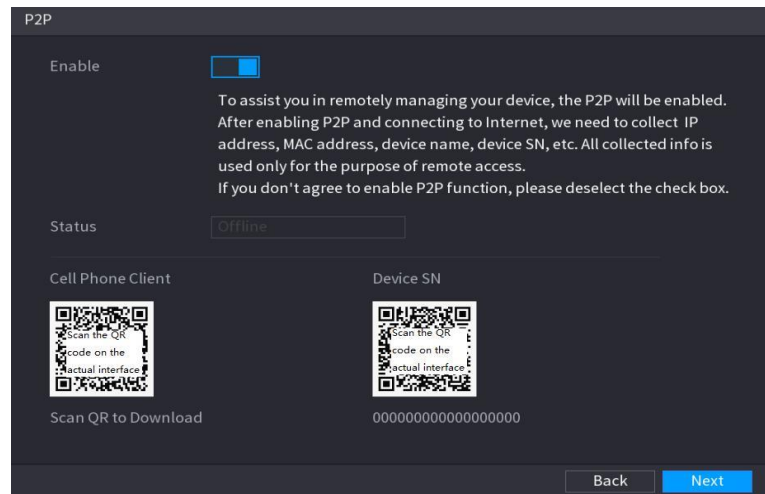 P2P
Enable
To assist you in remotely managing your device, the P2P will be enabled.
After enabling P2P and connecting to Internet, we need to collect IP
address, MAC address, device name, device SN, etc. All collected info is
used only for the purpose of remote access.
If you don't agree to enable P2P function, please deselect the check box.
Status
Offline
Cell Phone Client
Device SN
Scan the QR
code on the
actual interface
Scan the QR
code on the
actual interface
Scan QR to Download
000000000000000000
Back
Next